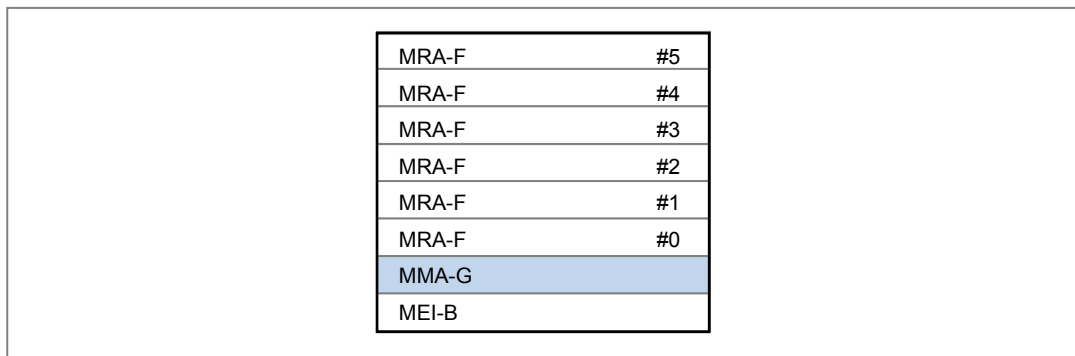 MRA-F #5
MRA-F #4
MRA-F #3
MRA-F #2
MRA-F #1
MRA-F #0
MMA-G
MEI-B